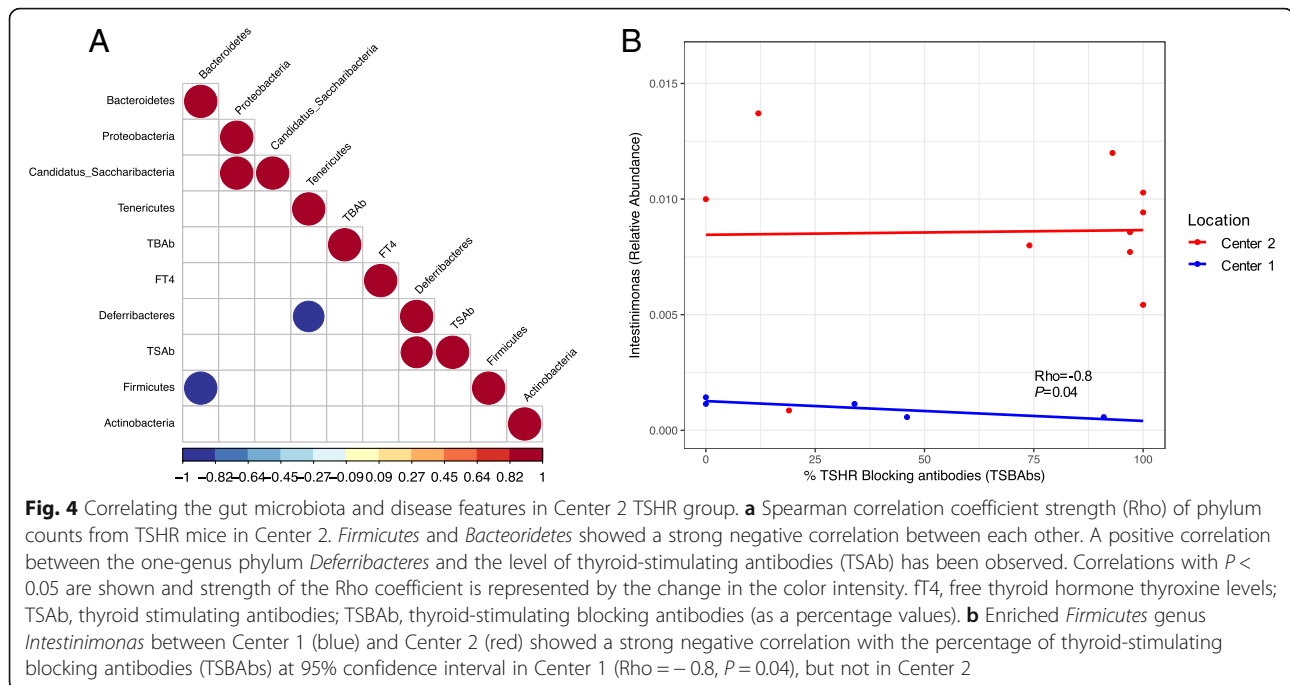 A
Bacteroidetes
Proteobacteria
Candidatus_Saccharibacteria
Tenericutes
TBAb
FT4
Deferribacteres
TSAb
Firmicutes
Actinobacteria
Bacteroidetes
Proteobacteria
Candidatus_Saccharibacteria
Tenericutes
TBAb
FT4
Deferribacteres
TSAb
Firmicutes
Actinobacteria
−1 −0.82 −0.64 −0.45 −0.27 −0.09 0.09 0.27 0.45 0.64 0.82 1
B
Intestinimonas (Relative Abundance)
0.015
0.010
0.005
0.000
Rho=-0.8
P=0.04
0 25 50 75 100
% TSHR Blocking antibodies (TSBAbs)
Location
Center 2
Center 1
Fig. 4 Correlating the gut microbiota and disease features in Center 2 TSHR group. a Spearman correlation coefficient strength (Rho) of phylum
counts from TSHR mice in Center 2. Firmicutes and Bacteoridetes showed a strong negative correlation between each other. A positive correlation
between the one-genus phylum Deferribacteres and the level of thyroid-stimulating antibodies (TSAb) has been observed. Correlations with P <
0.05 are shown and strength of the Rho coefficient is represented by the change in the color intensity. fT4, free thyroid hormone thyroxine levels;
TSAb, thyroid stimulating antibodies; TSBAb, thyroid-stimulating blocking antibodies (as a percentage values). b Enriched Firmicutes genus
Intestinimonas between Center 1 (blue) and Center 2 (red) showed a strong negative correlation with the percentage of thyroid-stimulating
blocking antibodies (TSBAbs) at 95% confidence interval in Center 1 (Rho = − 0.8, P = 0.04), but not in Center 2